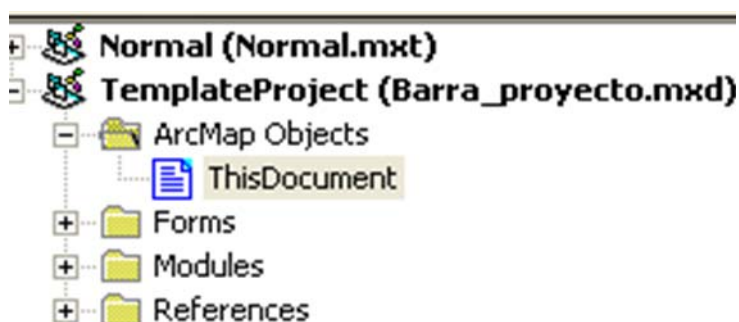 Normal (Normal.mxt)
TemplateProject (Barra_proyecto.mxd)
ArcMap Objects
ThisDocument
Forms
Modules
References